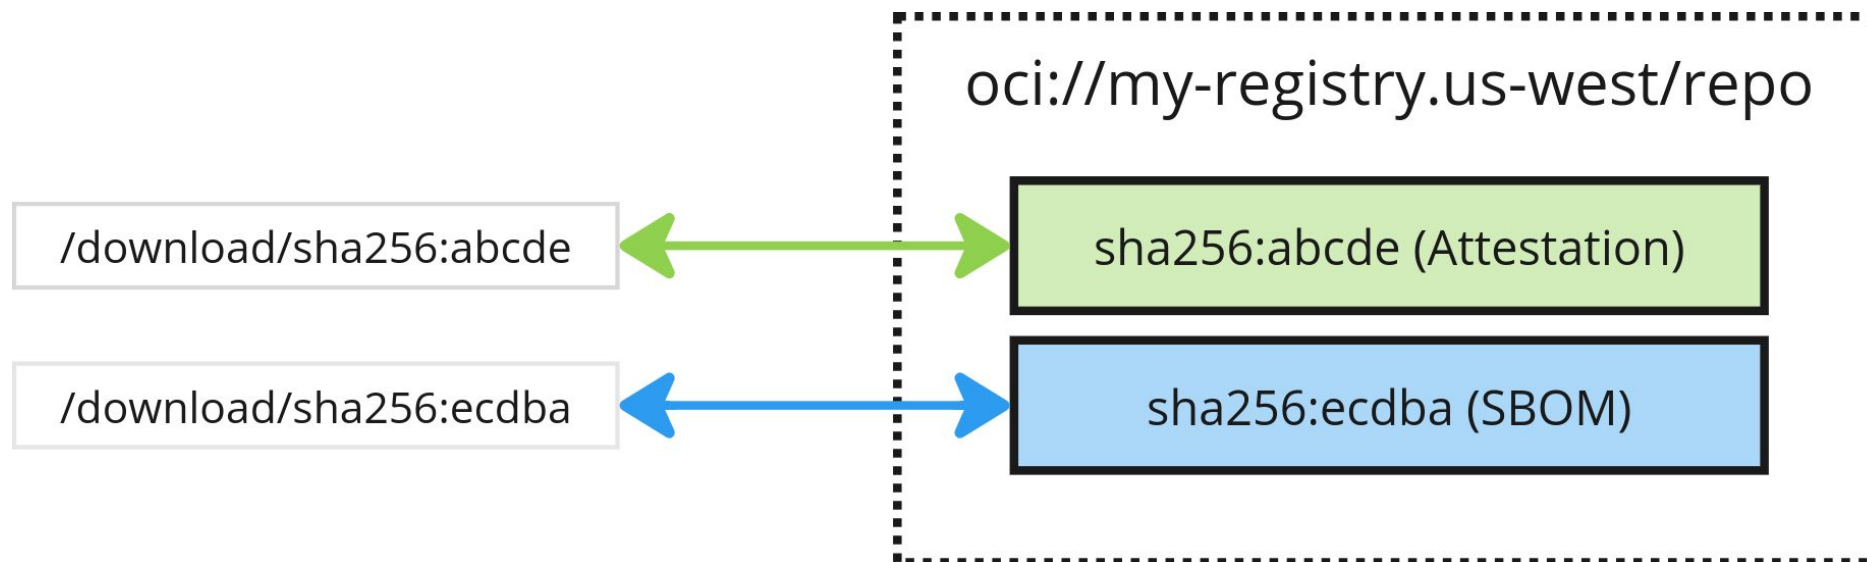 oci://my-registry.us-west/repo
/download/sha256:abcde
sha256:abcde (Attestation)
/download/sha256:ecdba
sha256:ecdba (SBOM)